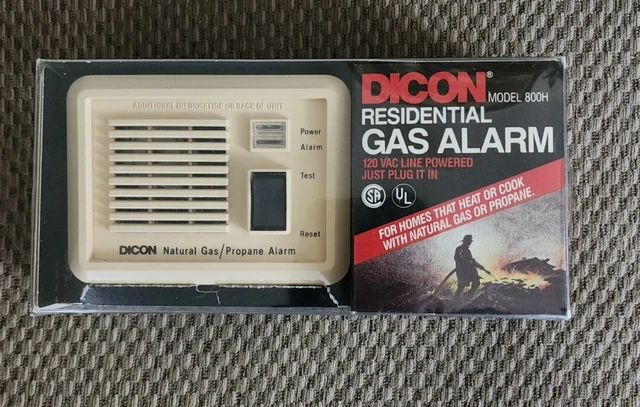 ADDITIONAL INFORMATION ON BACK OF UNIT
Power
Alarm
Test
Reset
DICON Natural Gas/Propane Alarm
DICON® MODEL 800H
RESIDENTIAL
GAS ALARM
120 VAC LINE POWERED
JUST PLUG IT IN
SA UL
FOR HOMES THAT HEAT OR COOK
WITH NATURAL GAS OR PROPANE.